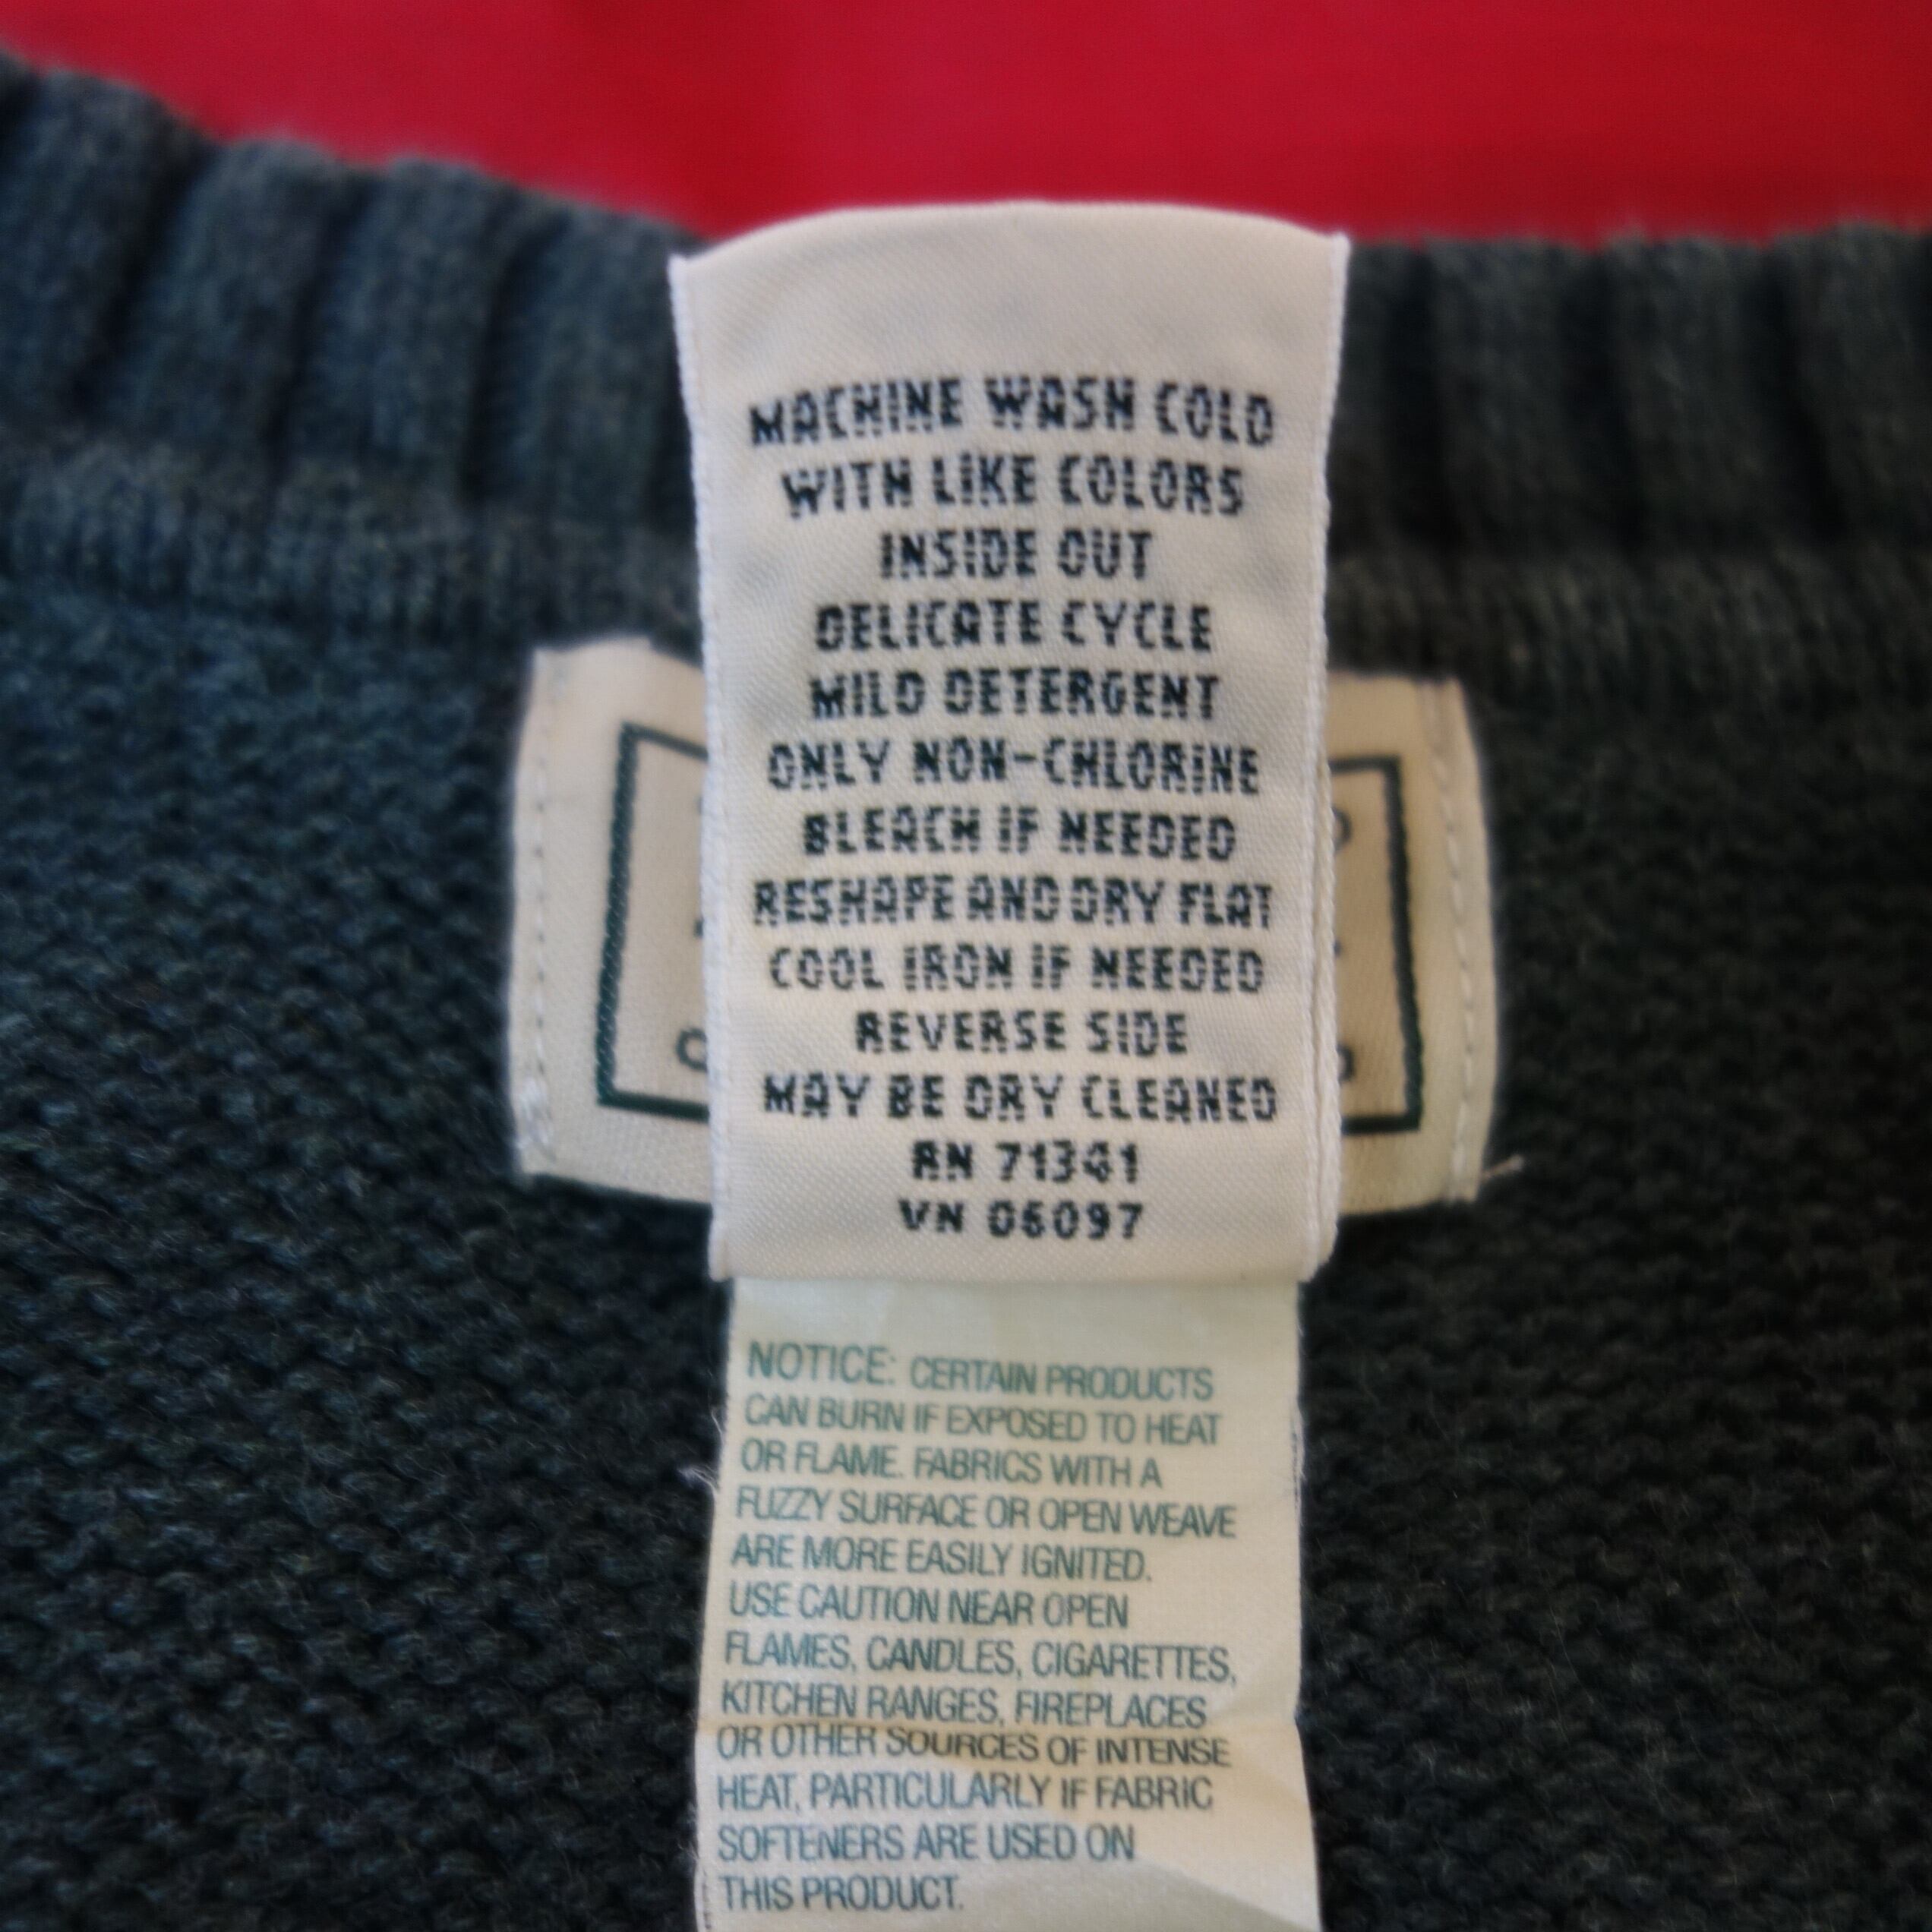 MACHINE WASH COLD
WITH LIKE COLORS
INSIDE OUT
DELICATE CYCLE
MILD DETERGENT
ONLY NON-CHLORINE
BLEACH IF NEEDED
RESHAPE AND DRY FLAT
COOL IRON IF NEEDED
REVERSE SIDE
MAY BE DRY CLEANED
RN 71341
VN 06097
NOTICE: CERTAIN PRODUCTS
CAN BURN IF EXPOSED TO HEAT
OR FLAME. FABRICS WITH A
FUZZY SURFACE OR OPEN WEAVE
ARE MORE EASILY IGNITED.
USE CAUTION NEAR OPEN
FLAMES, CANDLES, CIGARETTES,
KITCHEN RANGES, FIREPLACES
OR OTHER SOURCES OF INTENSE
HEAT, PARTICULARLY IF FABRIC
SOFTENERS ARE USED ON
THIS PRODUCT.